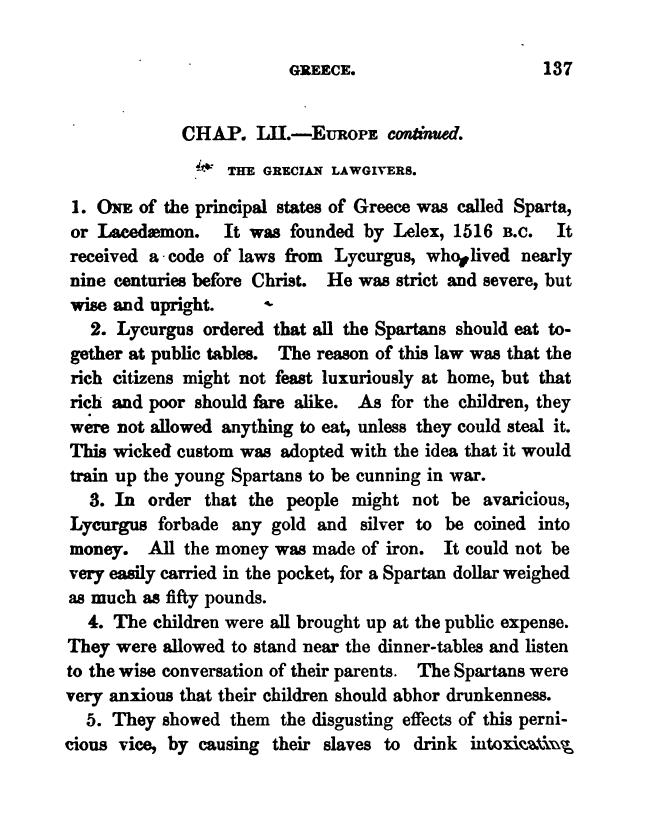 GREECE. 137
CHAP. LII.—EUROPE continued.
THE GRECIAN LAWGIVERS.
1. ONE of the principal states of Greece was called Sparta,
or Lacedæmon. It was founded by Lelex, 1516 B.C. It
received a code of laws from Lycurgus, who lived nearly
nine centuries before Christ. He was strict and severe, but
wise and upright.
2. Lycurgus ordered that all the Spartans should eat to-
gether at public tables. The reason of this law was that the
rich citizens might not feast luxuriously at home, but that
rich and poor should fare alike. As for the children, they
were not allowed anything to eat, unless they could steal it.
This wicked custom was adopted with the idea that it would
train up the young Spartans to be cunning in war.
3. In order that the people might not be avaricious,
Lycurgus forbade any gold and silver to be coined into
money. All the money was made of iron. It could not be
very easily carried in the pocket, for a Spartan dollar weighed
as much as fifty pounds.
4. The children were all brought up at the public expense.
They were allowed to stand near the dinner-tables and listen
to the wise conversation of their parents. The Spartans were
very anxious that their children should abhor drunkenness.
5. They showed them the disgusting effects of this perni-
cious vice, by causing their slaves to drink intoxicating